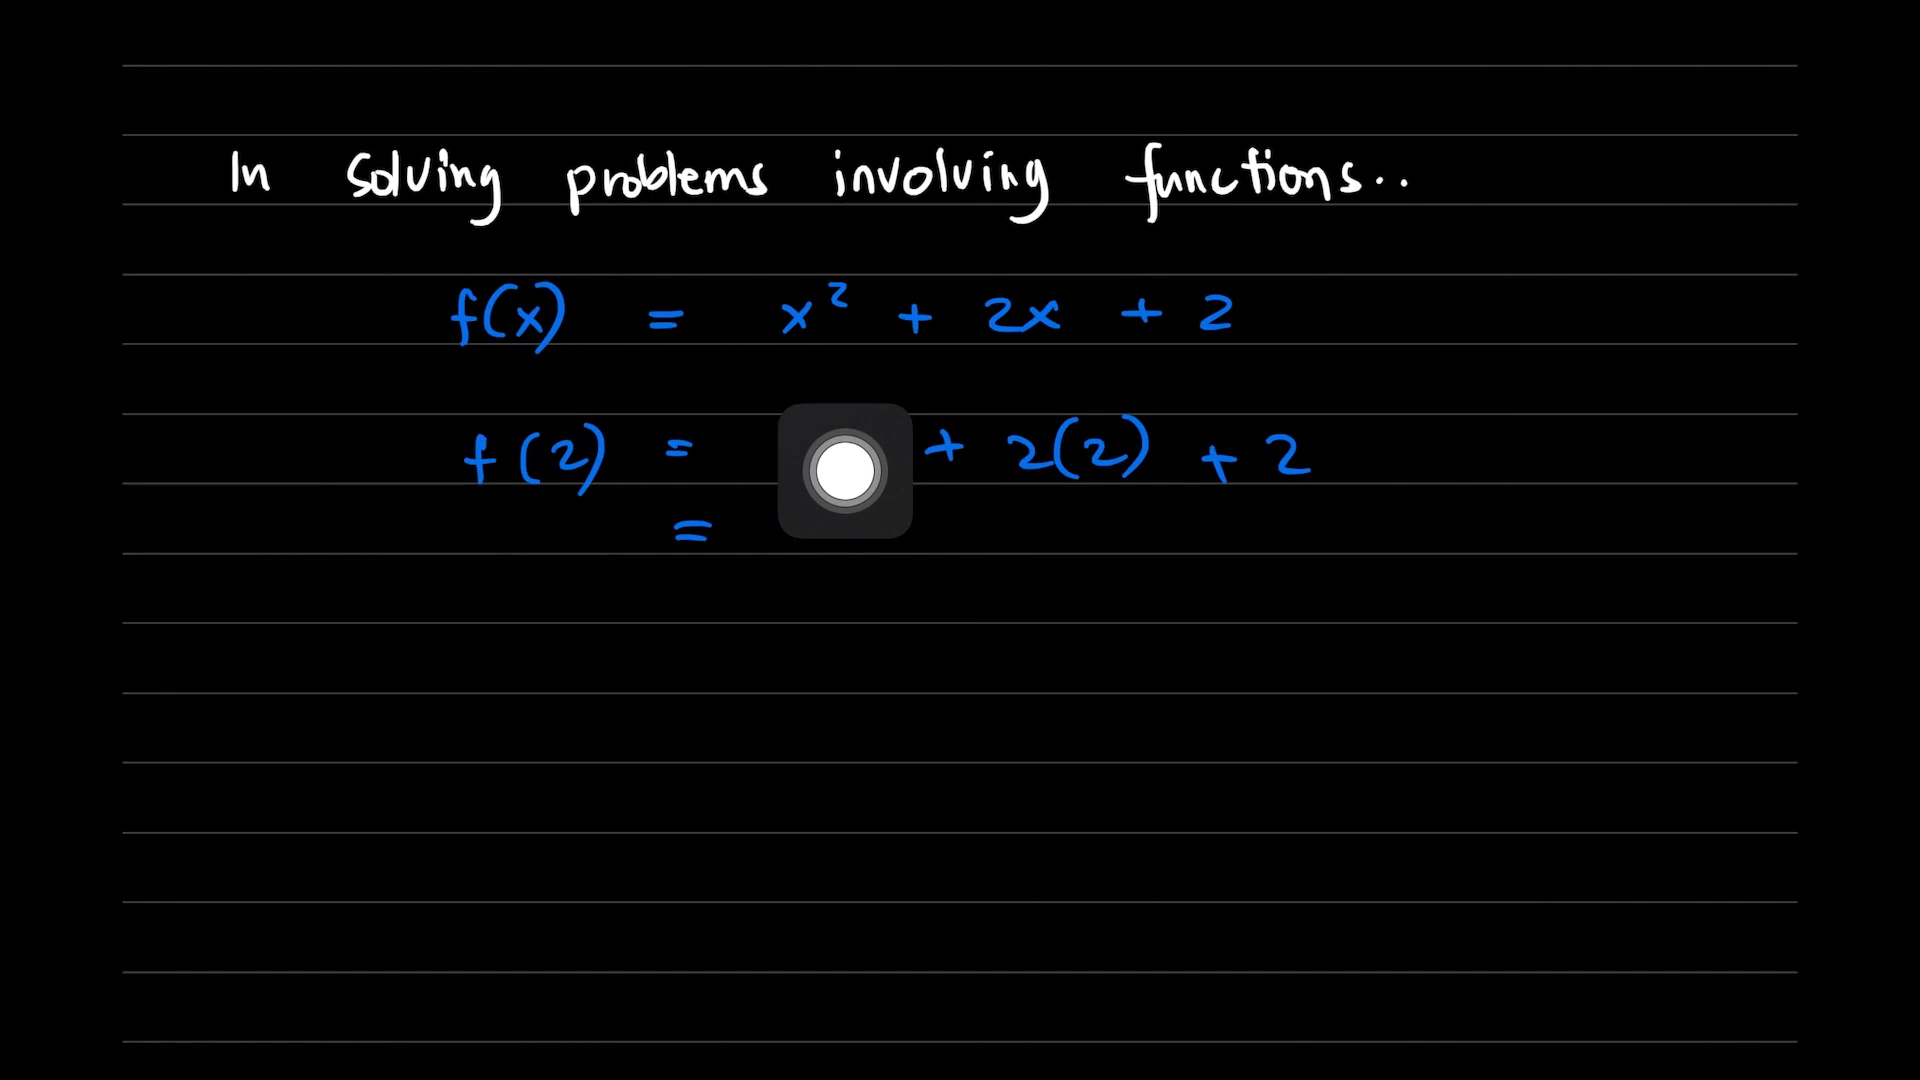 In solving problems involving functions..
f(x) = x² + 2x + 2
f(2) = + 2(2) + 2
=